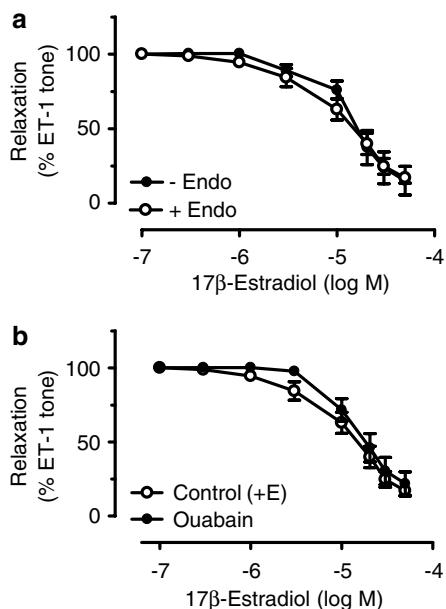 a
Relaxation
(% ET-1 tone)
100
50
0
- Endo
+ Endo
-7
-6
-5
-4
17β-Estradiol (log M)
b
Relaxation
(% ET-1 tone)
100
50
0
Control (+E)
Ouabain
-7
-6
-5
-4
17β-Estradiol (log M)